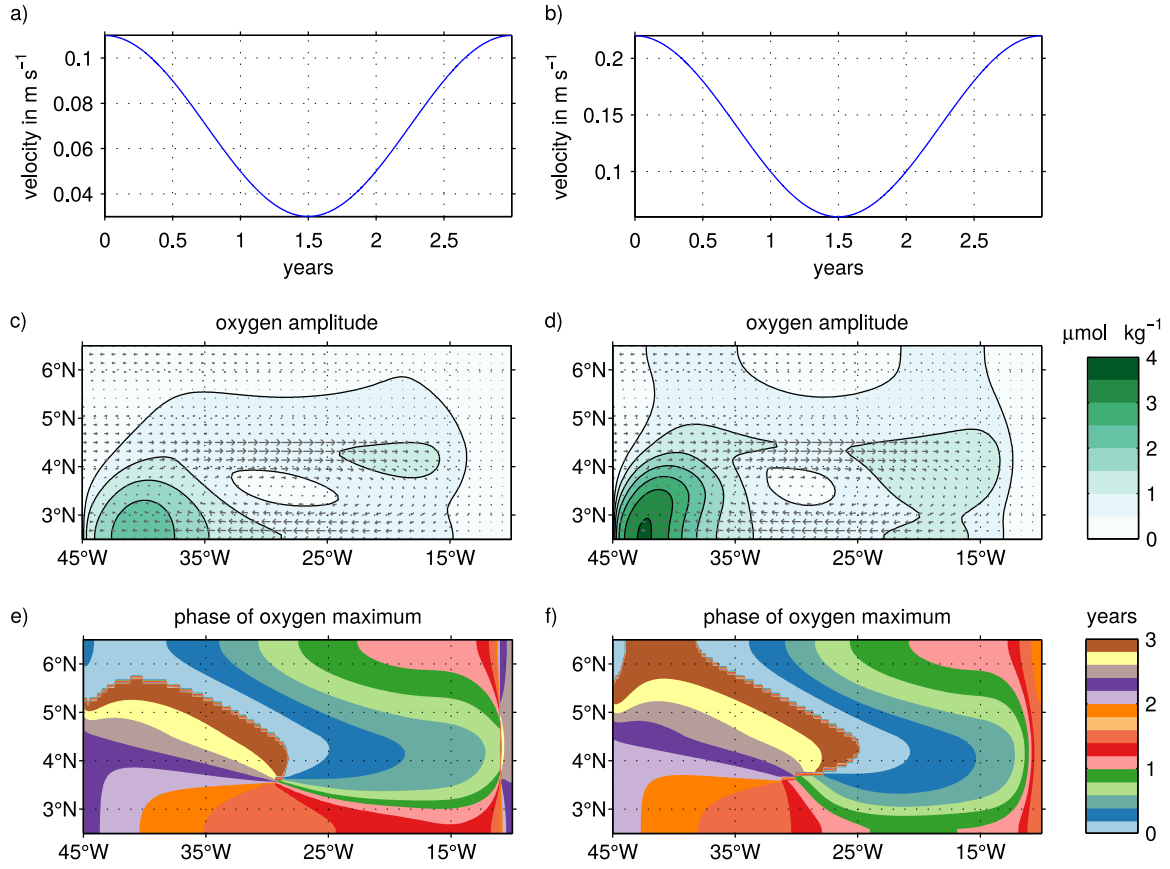 a)
b)
velocity in m s⁻¹
0.1
0.08
0.06
0.04
0 0.5 1 1.5 2 2.5
years
velocity in m s⁻¹
0.2
0.15
0.1
0 0.5 1 1.5 2 2.5
years
c)
oxygen amplitude
6°N
5°N
4°N
3°N
45°W 35°W 25°W 15°W
d)
oxygen amplitude
6°N
5°N
4°N
3°N
45°W 35°W 25°W 15°W
μmol kg⁻¹
4
3
2
1
0
e)
phase of oxygen maximum
6°N
5°N
4°N
3°N
45°W 35°W 25°W 15°W
f)
phase of oxygen maximum
6°N
5°N
4°N
3°N
45°W 35°W 25°W 15°W
years
3
2
1
0